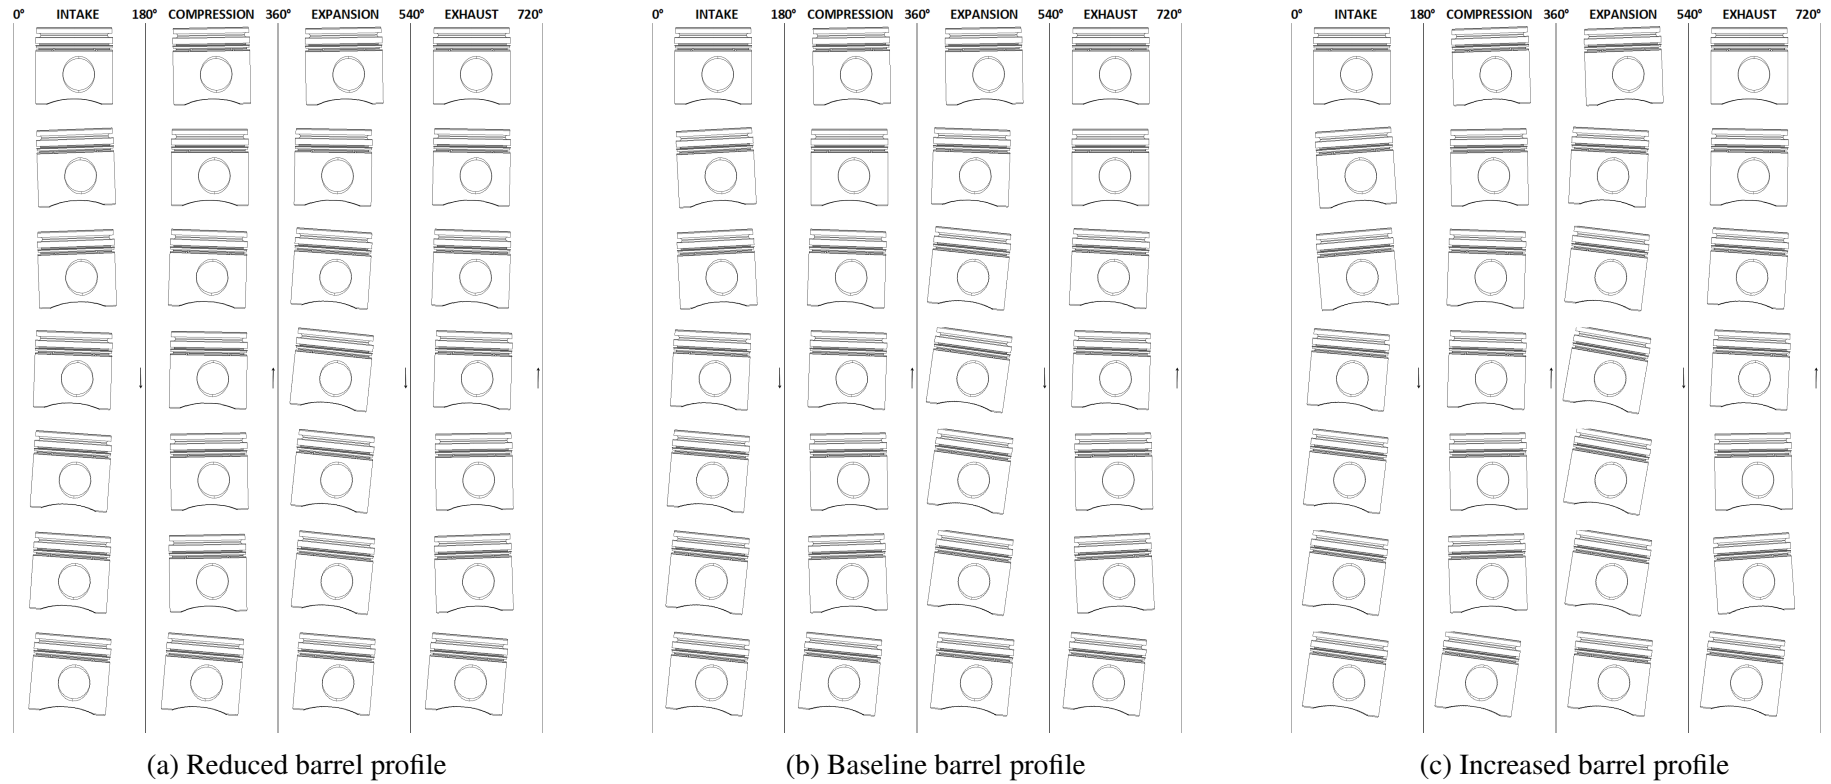 0° INTAKE 180° COMPRESSION 360° EXPANSION 540° EXHAUST 720°
(a) Reduced barrel profile
0° INTAKE 180° COMPRESSION 360° EXPANSION 540° EXHAUST 720°
(b) Baseline barrel profile
0° INTAKE 180° COMPRESSION 360° EXPANSION 540° EXHAUST 720°
(c) Increased barrel profile